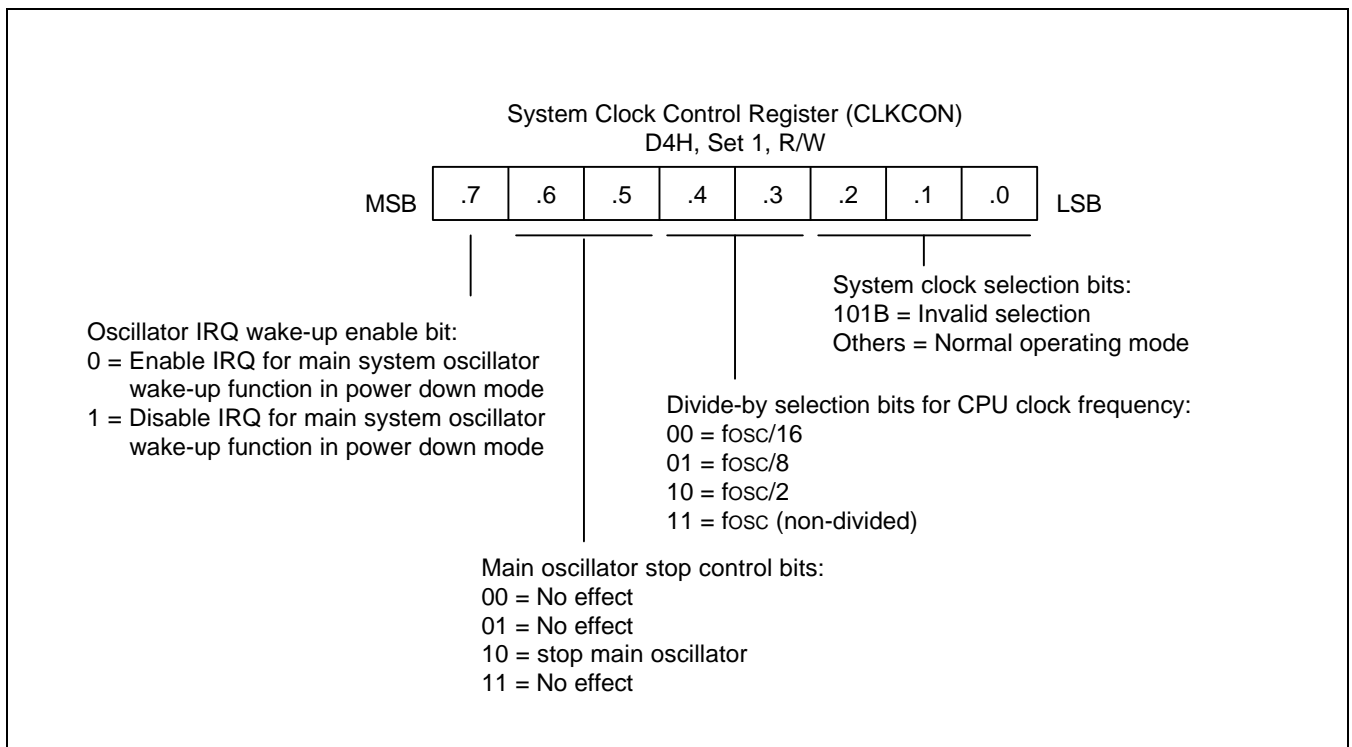 System Clock Control Register (CLKCON)
D4H, Set 1, R/W
MSB .7 .6 .5 .4 .3 .2 .1 .0 LSB
Oscillator IRQ wake-up enable bit:
0 = Enable IRQ for main system oscillator
wake-up function in power down mode
1 = Disable IRQ for main system oscillator
wake-up function in power down mode
Main oscillator stop control bits:
00 = No effect
01 = No effect
10 = stop main oscillator
11 = No effect
Divide-by selection bits for CPU clock frequency:
00 = fosc/16
01 = fosc/8
10 = fosc/2
11 = fosc (non-divided)
System clock selection bits:
101B = Invalid selection
Others = Normal operating mode